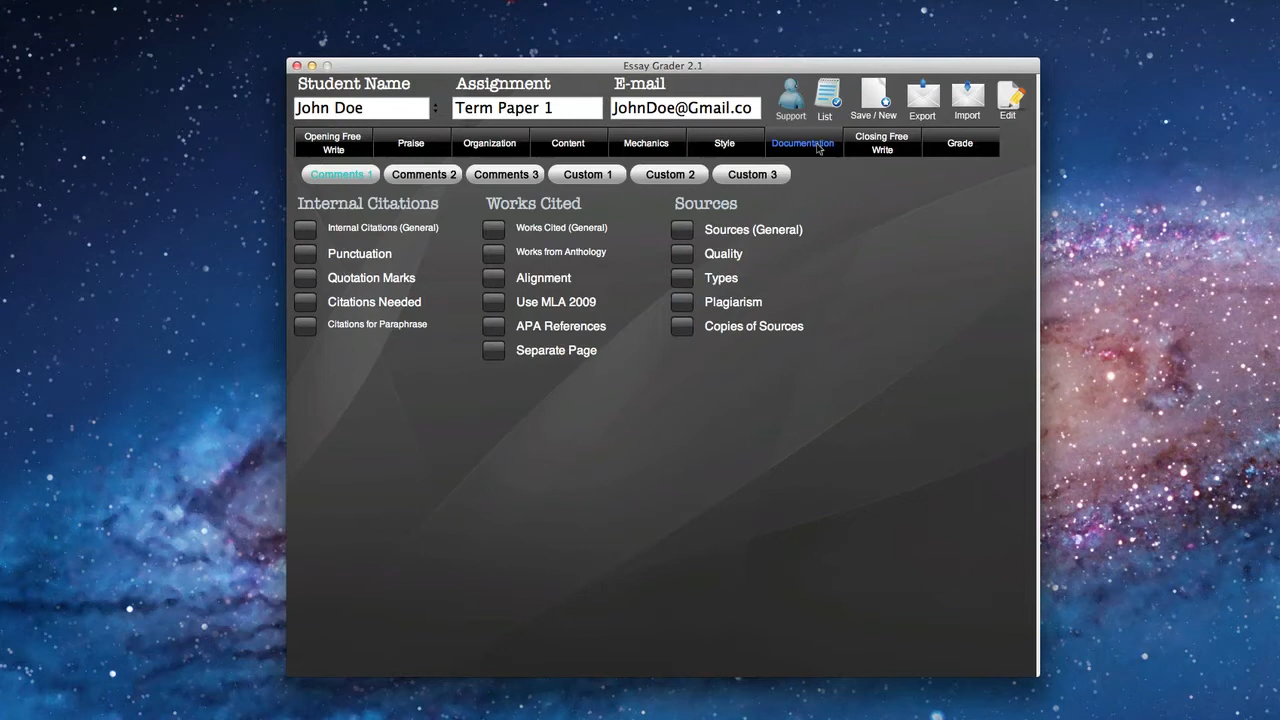 Essay Grader 2.1
Student Name
Assignment
E-mail
John Doe
Term Paper 1
JohnDoe@Gmail.co
Support
List
Save / New
Export
Import
Edit
Opening Free
Write
Praise
Organization
Content
Mechanics
Style
Documentation
Closing Free
Write
Grade
Comments 1
Comments 2
Comments 3
Custom 1
Custom 2
Custom 3
Internal Citations
Internal Citations (General)
Punctuation
Quotation Marks
Citations Needed
Citations for Paraphrase
Works Cited
Works Cited (General)
Works from Anthology
Alignment
Use MLA 2009
APA References
Separate Page
Sources
Sources (General)
Quality
Types
Plagiarism
Copies of Sources